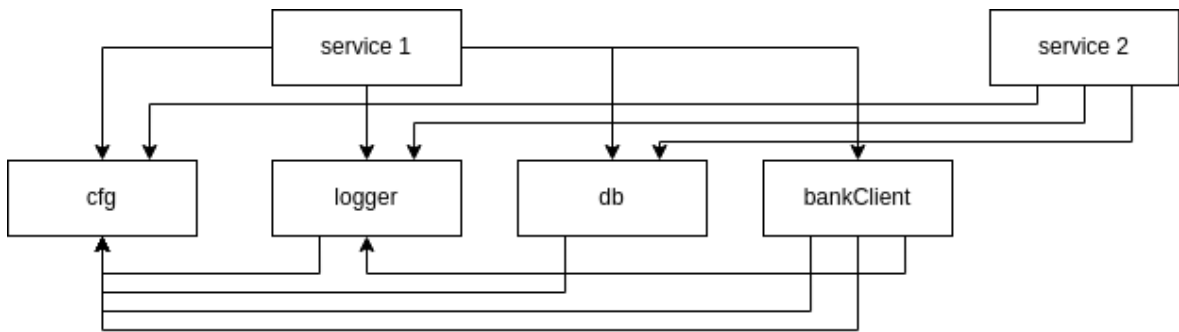 service 1
service 2
cfg
logger
db
bankClient